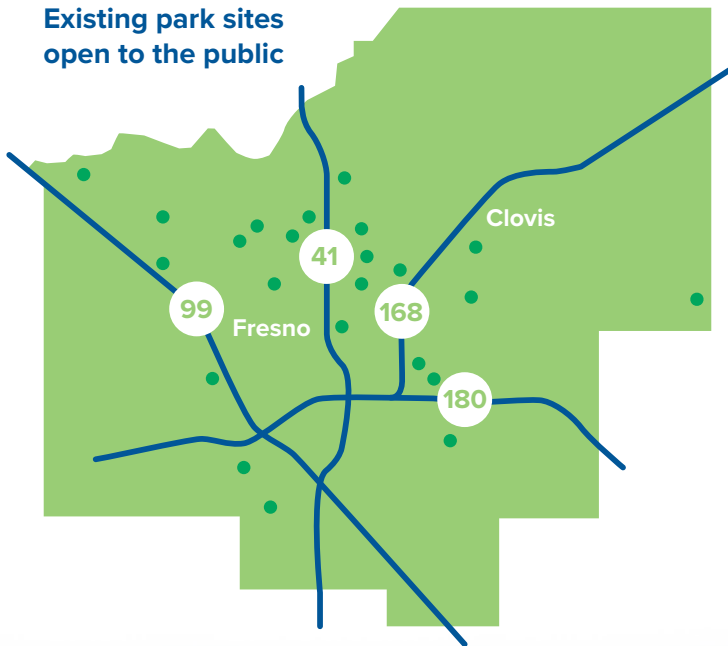 Existing park sites
open to the public
Clovis
41
99
168
Fresno
180